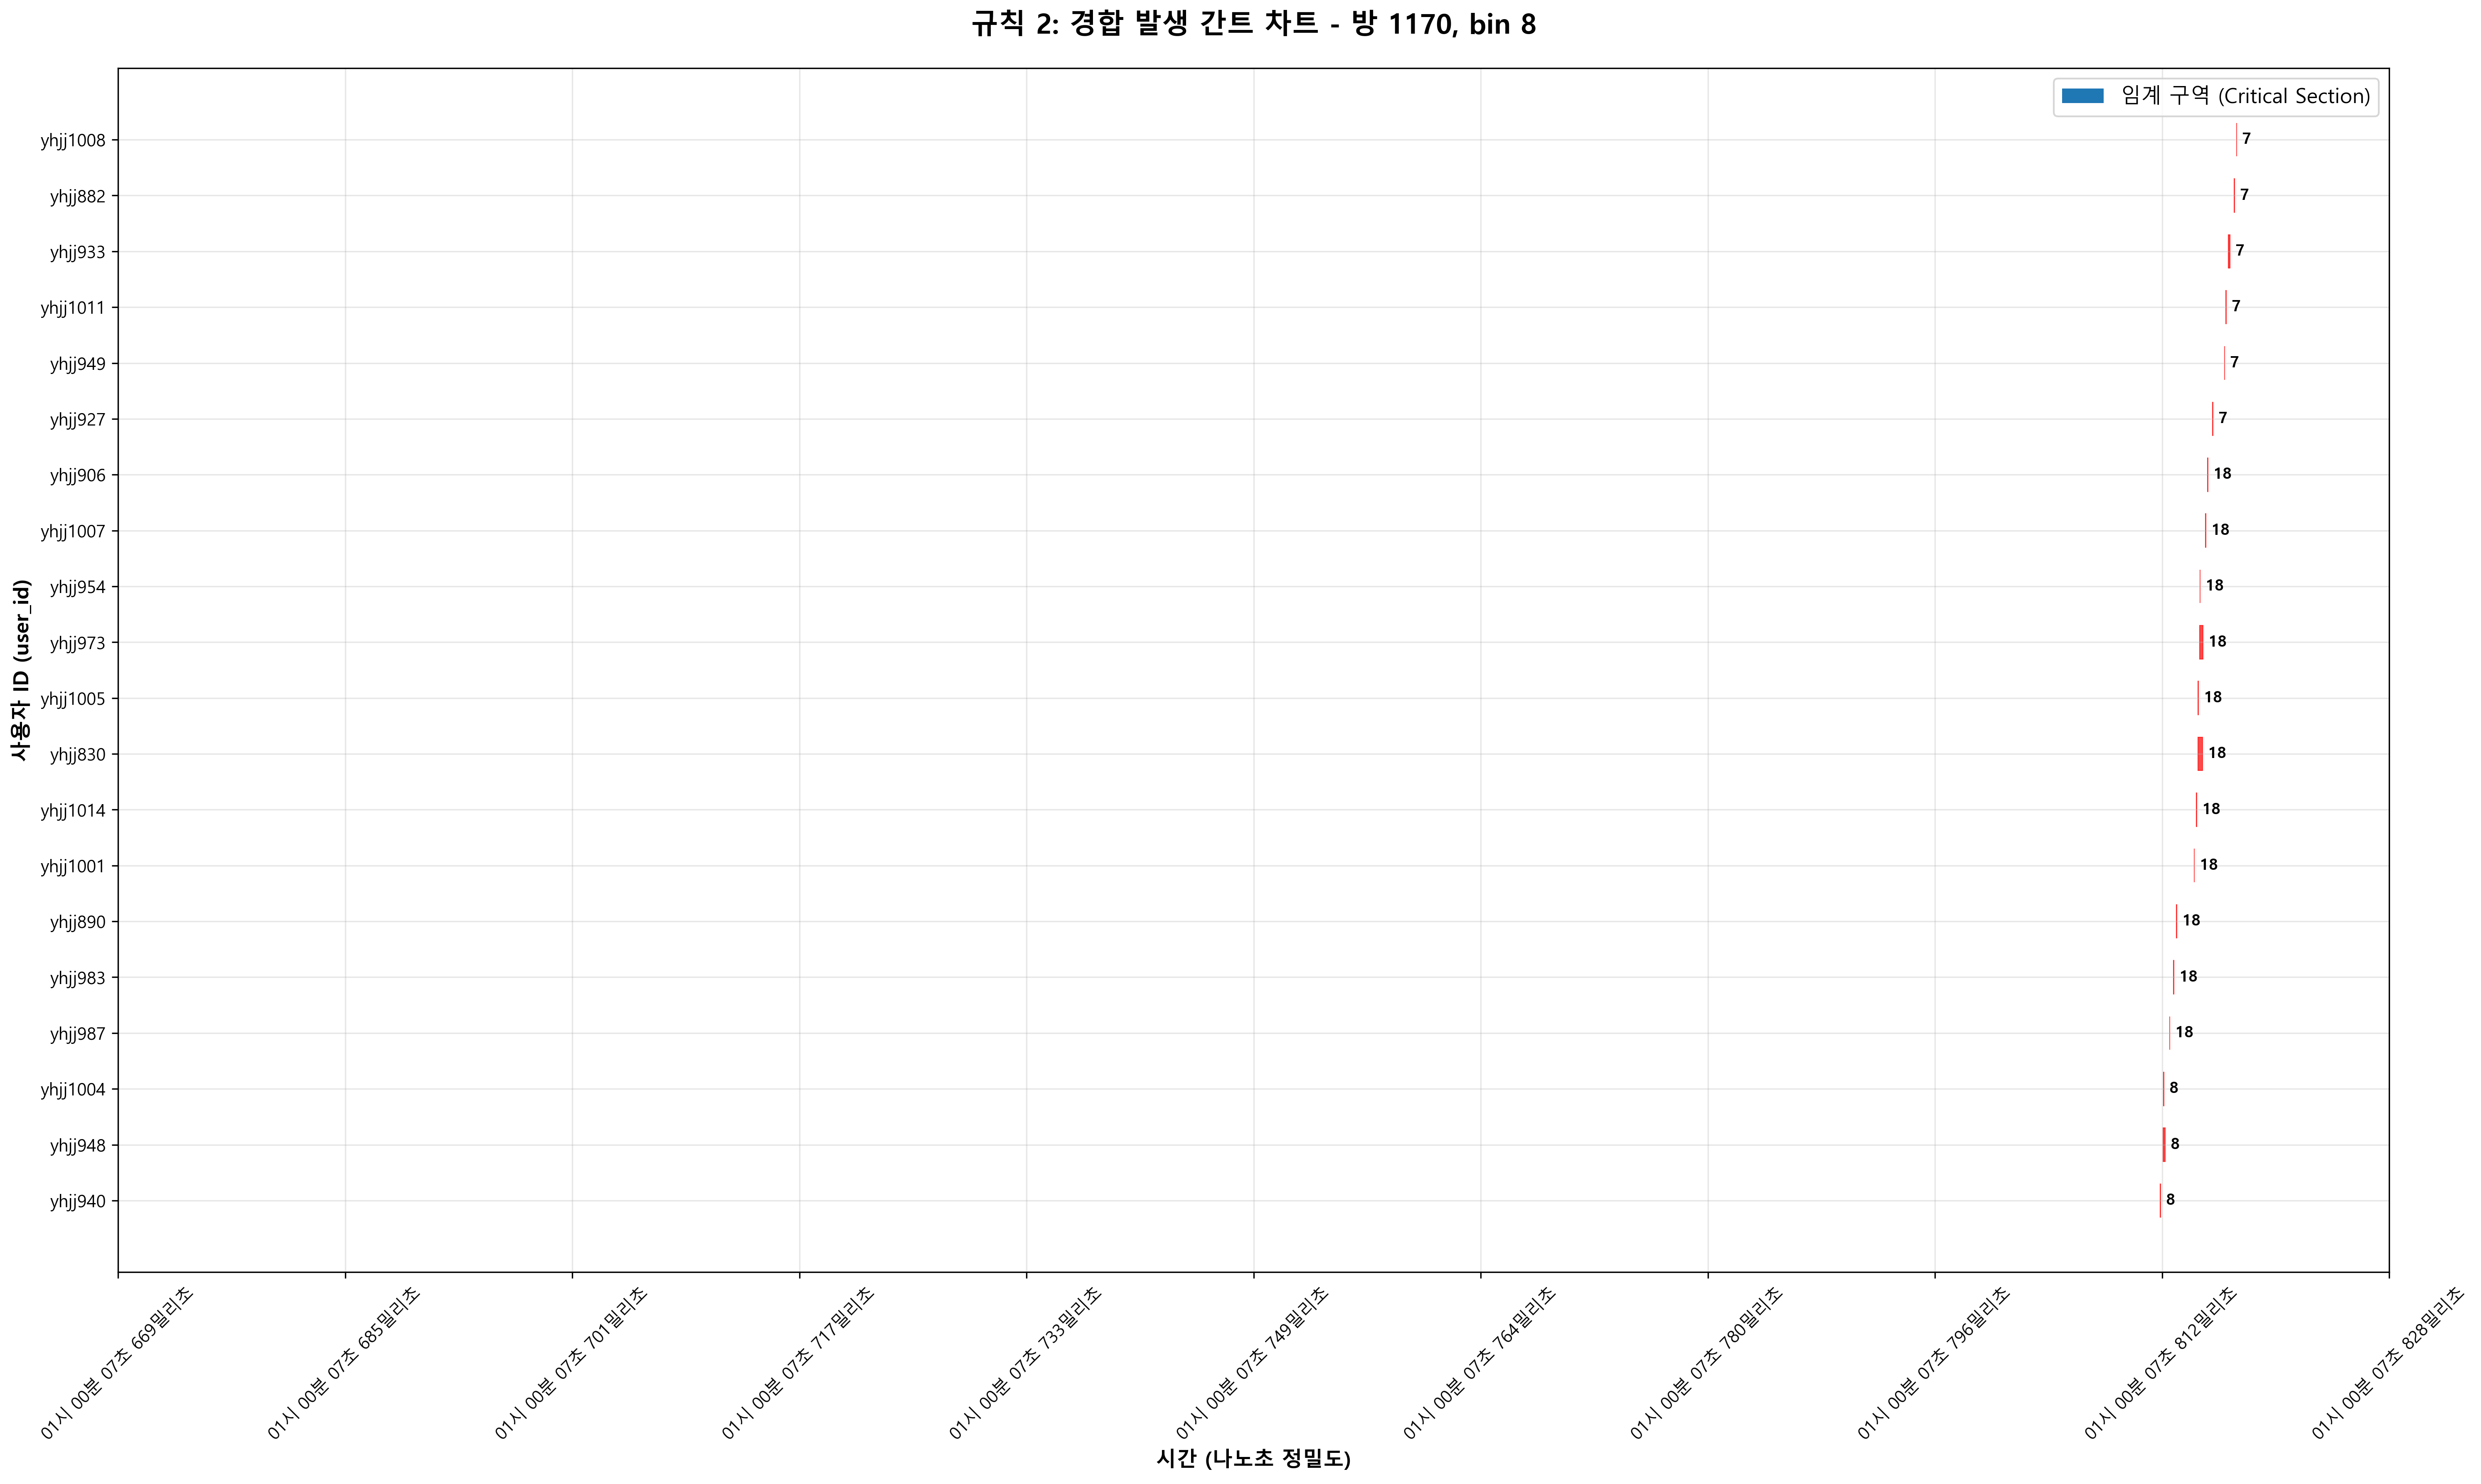 규칙 2: 경합 발생 간트 차트 - 방 1170, bin 8
임계 구역 (Critical Section)
yhjj1008 7
yhjj882 7
yhjj933 7
yhjj1011 7
yhjj949 7
yhjj927 7
yhjj906 18
yhjj1007 18
yhjj954 18
yhjj973 18
yhjj1005 18
yhjj830 18
yhjj1014 18
yhjj1001 18
yhjj890 18
yhjj983 18
yhjj987 18
yhjj1004 8
yhjj948 8
yhjj940 8
사용자 ID (user_id)
01시 00분 07초 669밀리초
01시 00분 07초 685밀리초
01시 00분 07초 701밀리초
01시 00분 07초 717밀리초
01시 00분 07초 733밀리초
01시 00분 07초 749밀리초
01시 00분 07초 764밀리초
01시 00분 07초 780밀리초
01시 00분 07초 796밀리초
01시 00분 07초 812밀리초
01시 00분 07초 828밀리초
시간 (나노초 정밀도)